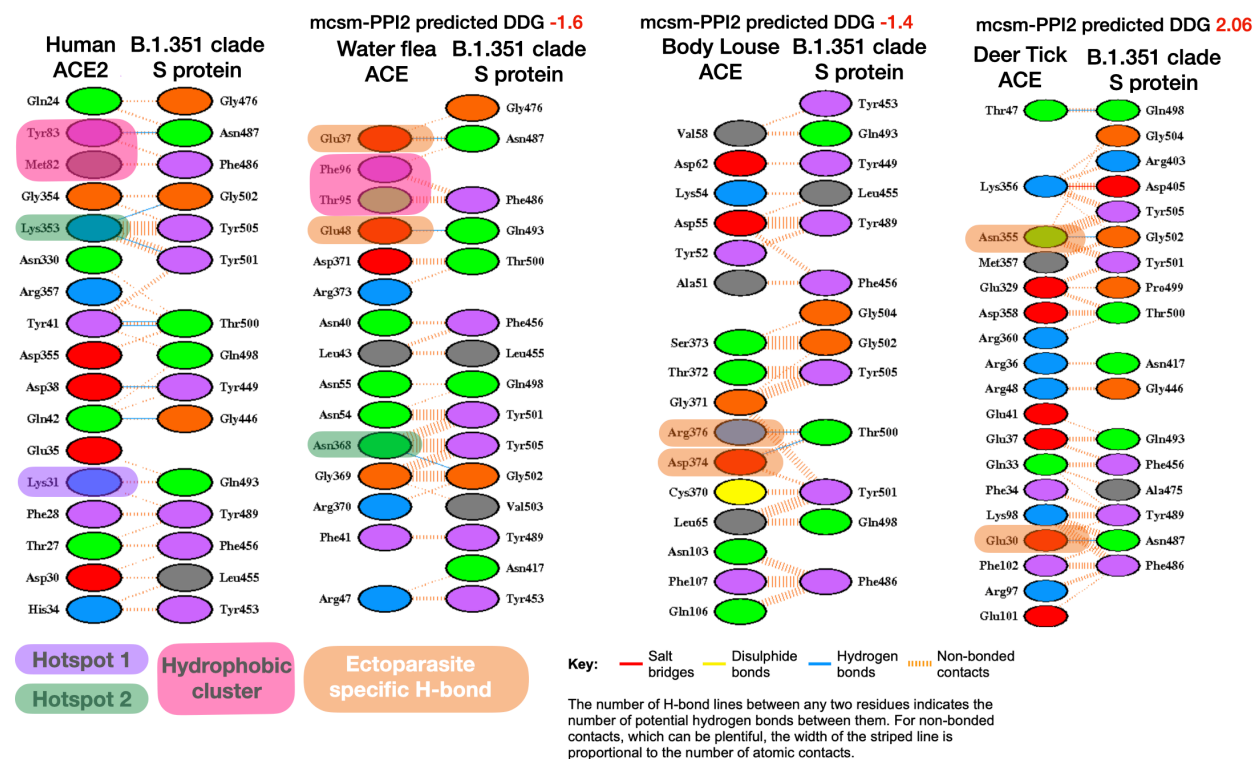 mcsm-PPI2 predicted DDG -1.6
mcsm-PPI2 predicted DDG -1.4
mcsm-PPI2 predicted DDG 2.06
Human
ACE2
B.1.351 clade
S protein
Gln24
Tyr83
Met82
Gly354
Lys353
Asn330
Arg357
Tyr41
Asp355
Asp38
Gln42
Glu35
Lys31
Phe28
Thr27
Asp30
His34
Gly476
Asn487
Phe486
Gly502
Tyr505
Tyr501
Thr500
Gln498
Tyr449
Gly446
Gln493
Tyr489
Phe456
Leu455
Tyr453
Water flea
ACE
B.1.351 clade
S protein
Glu37
Phe96
Thr95
Glu48
Asp371
Arg373
Asn40
Leu43
Asn55
Asn54
Asn368
Gly369
Arg370
Phe41
Arg47
Gly476
Asn487
Phe486
Gln493
Thr500
Phe456
Leu455
Gln498
Tyr501
Tyr505
Gly502
Val503
Tyr489
Asn417
Tyr453
Body Louse
ACE
B.1.351 clade
S protein
Val58
Asp62
Lys54
Asp55
Tyr52
Ala51
Ser373
Thr372
Gly371
Arg376
Asp374
Cys370
Leu65
Asn103
Phe107
Gln106
Tyr453
Gln493
Tyr449
Leu455
Tyr489
Phe456
Gly504
Gly502
Tyr505
Thr500
Tyr501
Gln498
Phe486
Deer Tick
ACE
B.1.351 clade
S protein
Thr47
Lys356
Asn355
Met357
Glu329
Asp358
Arg360
Arg36
Arg48
Glu41
Glu37
Gln33
Phe34
Lys98
Glu30
Phe102
Arg97
Glu101
Gln498
Gly504
Arg403
Asp405
Tyr505
Gly502
Tyr501
Pro499
Thr500
Asn417
Gly446
Gln493
Phe456
Ala475
Tyr489
Asn487
Phe486
Hotspot 1
Hotspot 2
Hydrophobic
cluster
Ectoparasite
specific H-bond
Key:
Salt
bridges
Disulphide
bonds
Hydrogen
bonds
Non-bonded
contacts
The number of H-bond lines between any two residues indicates the
number of potential hydrogen bonds between them. For non-bonded
contacts, which can be plentiful, the width of the striped line is
proportional to the number of atomic contacts.